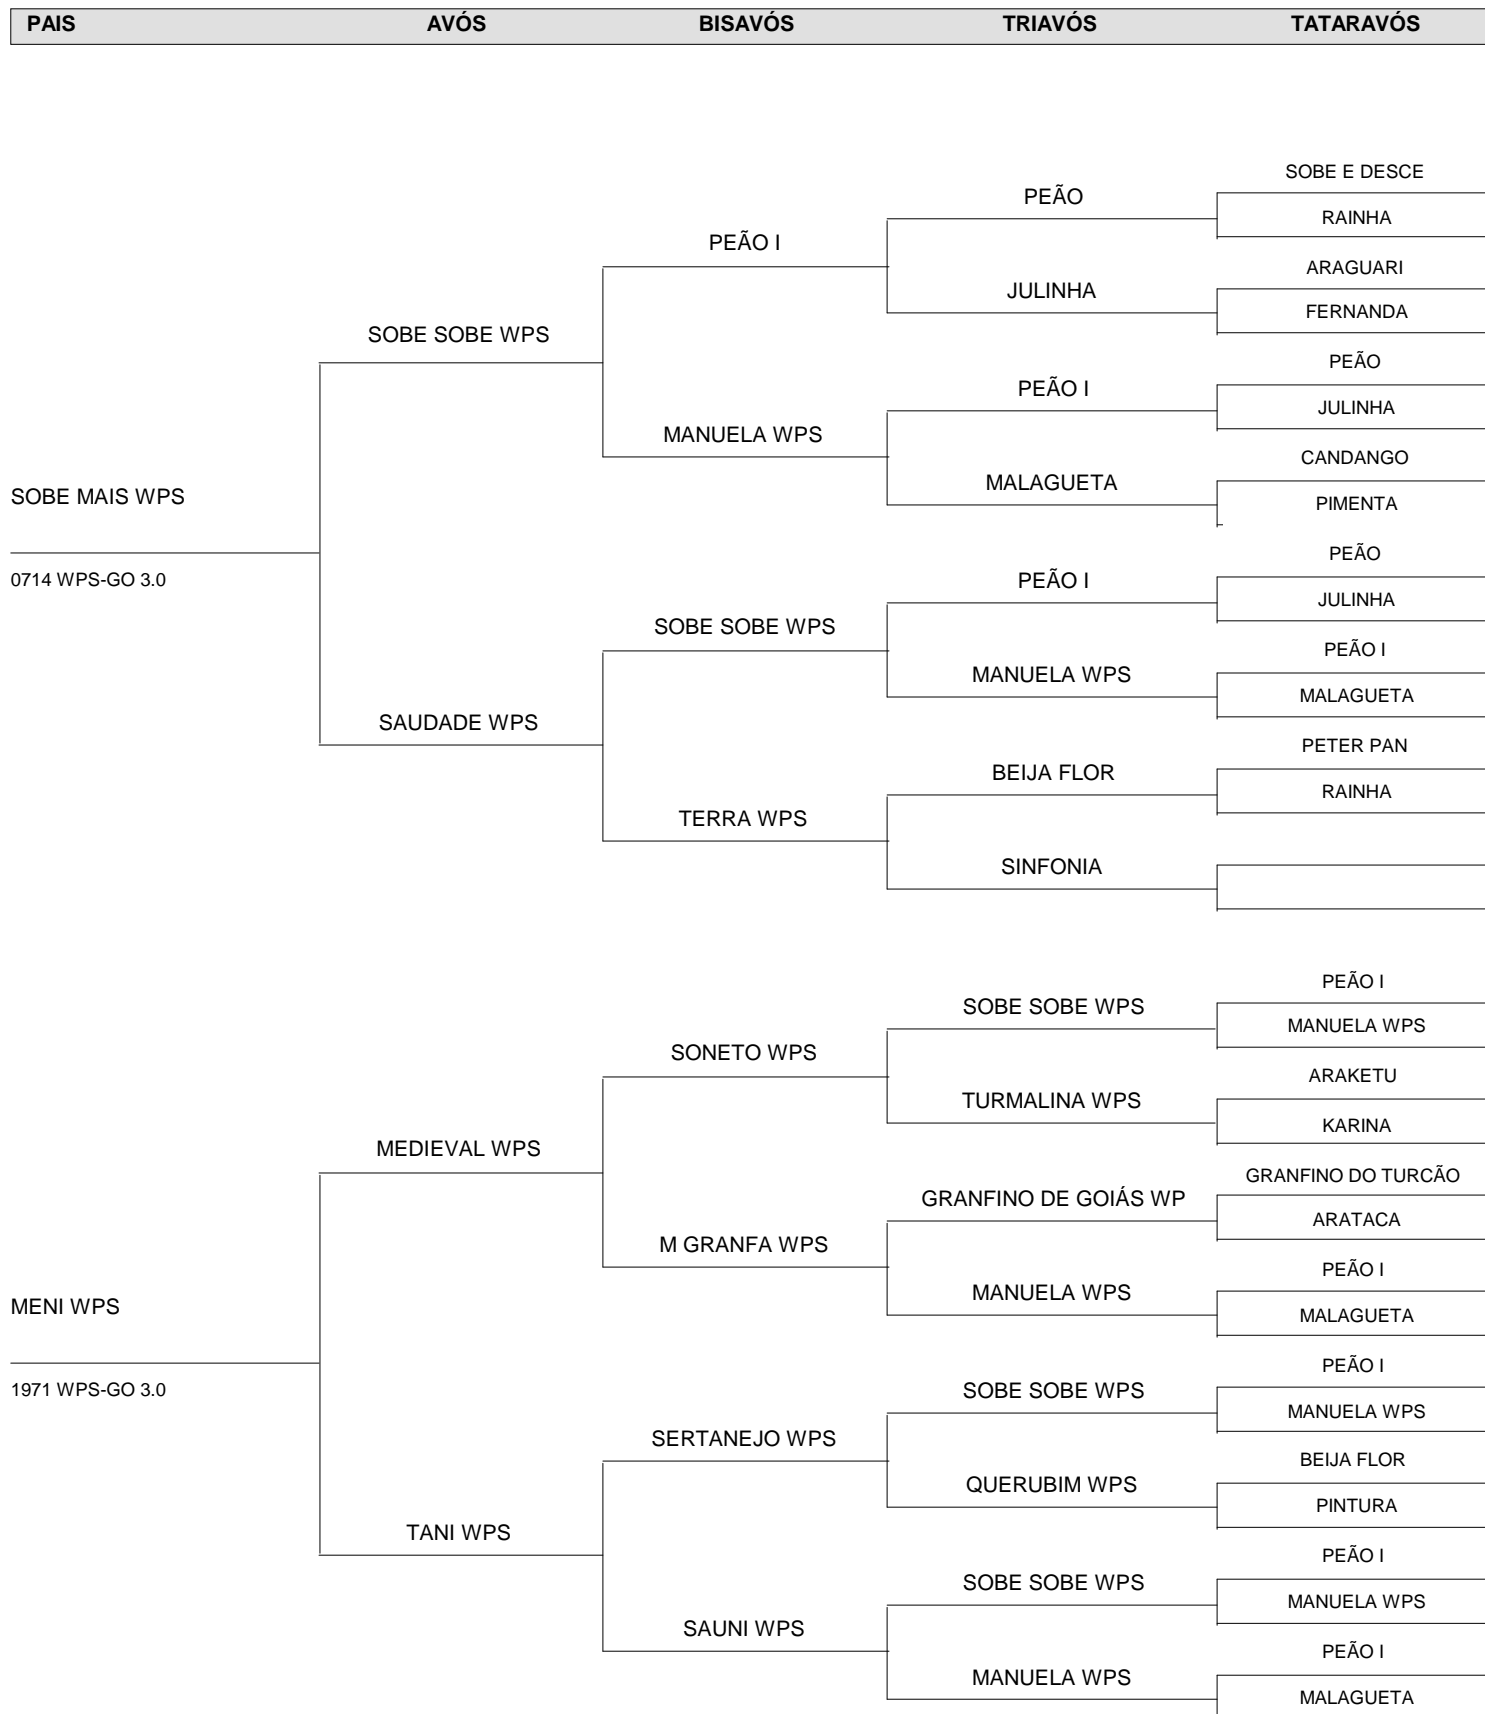 PAIS AVÓS BISAVÓS TRIAVÓS TATARAVÓS
SOBE E DESCE
PEÃO
RAINHA
PEÃO I
ARAGUARI
JULINHA
FERNANDA
SOBE SOBE WPS
PEÃO
PEÃO I
JULINHA
MANUELA WPS
CANDANGO
MALAGUETA
SOBE MAIS WPS
PIMENTA
PEÃO
0714 WPS-GO 3.0
PEÃO I
JULINHA
SOBE SOBE WPS
PEÃO I
MANUELA WPS
MALAGUETA
SAUDADE WPS
PETER PAN
BEIJA FLOR
RAINHA
TERRA WPS
SINFONIA
PEÃO I
SOBE SOBE WPS
MANUELA WPS
SONETO WPS
ARAKETU
TURMALINA WPS
KARINA
MEDIEVAL WPS
GRANFINO DO TURCÃO
GRANFINO DE GOIÁS WP
ARATACA
M GRANFA WPS
PEÃO I
MANUELA WPS
MENI WPS
MALAGUETA
PEÃO I
1971 WPS-GO 3.0
SOBE SOBE WPS
MANUELA WPS
SERTANEJO WPS
BEIJA FLOR
QUERUBIM WPS
PINTURA
TANI WPS
PEÃO I
SOBE SOBE WPS
MANUELA WPS
SAUNI WPS
PEÃO I
MANUELA WPS
MALAGUETA